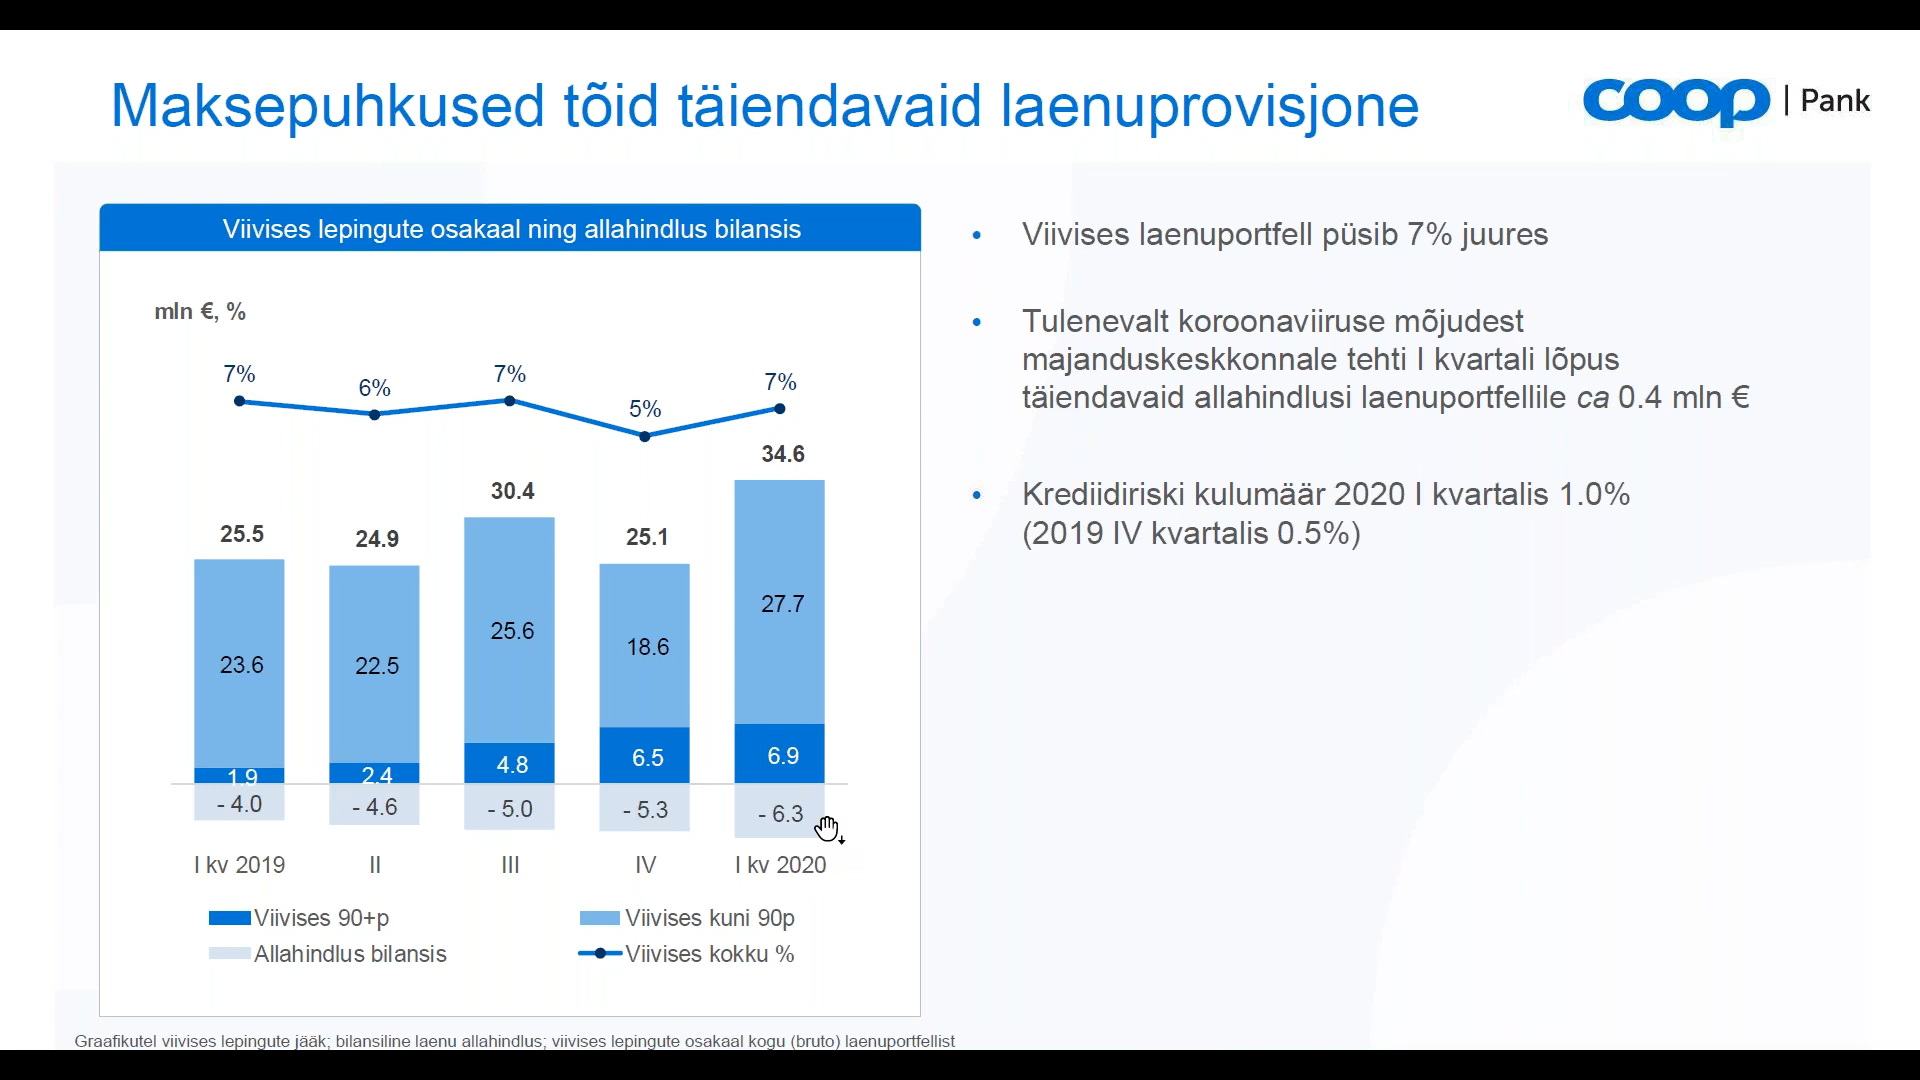 Maksepuhkused tõid täiendavaid laenuprovisjone
coop | Pank
Viivises lepingute osakaal ning allahindlus bilansis
mln €, %
7%
6%
7%
5%
7%
25.5
24.9
30.4
25.1
34.6
23.6
22.5
25.6
18.6
27.7
1.9
2.4
4.8
6.5
6.9
- 4.0
- 4.6
- 5.0
- 5.3
- 6.3
I kv 2019
II
III
IV
I kv 2020
Viivises 90+p
Viivises kuni 90p
Allahindlus bilansis
Viivises kokku %
• Viivises laenuportfell püsib 7% juures
• Tulenevalt koroonaviiruse mõjudest
majanduskeskkonnale tehti I kvartali lõpus
täiendavaid allahindlusi laenuportfellile ca 0.4 mln €
• Krediidiriski kulumäär 2020 I kvartalis 1.0%
(2019 IV kvartalis 0.5%)
Graafikutel viivises lepingute jääk; bilansiline laenu allahindlus; viivises lepingute osakaal kogu (bruto) laenuportfellist